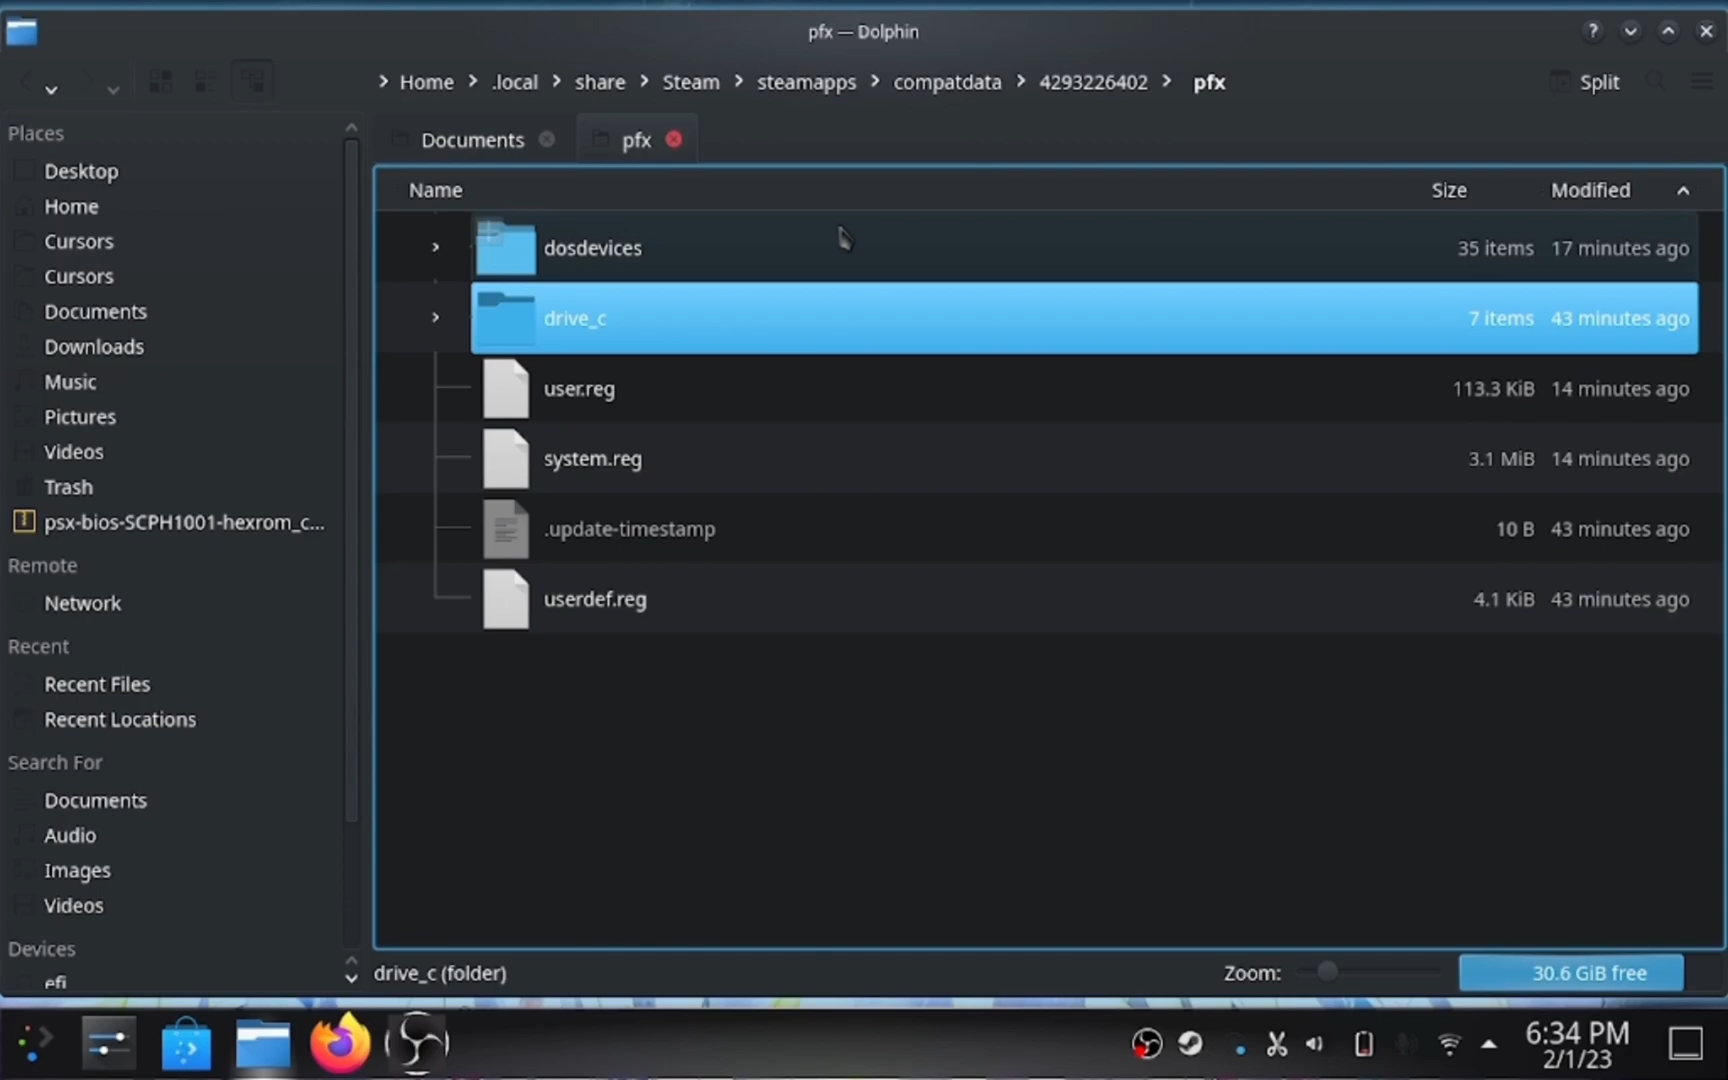 pfx — Dolphin
Home
.local
share
Steam
steamapps
compatdata
4293226402
pfx
Split
Documents
pfx
Places
Desktop
Home
Cursors
Cursors
Documents
Downloads
Music
Pictures
Videos
Trash
psx-bios-SCPH1001-hexrom_c...
Remote
Network
Recent
Recent Files
Recent Locations
Search For
Documents
Audio
Images
Videos
Devices
efi
Name Size Modified
dosdevices 35 items 17 minutes ago
drive_c 7 items 43 minutes ago
user.reg 113.3 KiB 14 minutes ago
system.reg 3.1 MiB 14 minutes ago
.update-timestamp 10 B 43 minutes ago
userdef.reg 4.1 KiB 43 minutes ago
drive_c (folder)
Zoom:
30.6 GiB free
6:34 PM
2/1/23